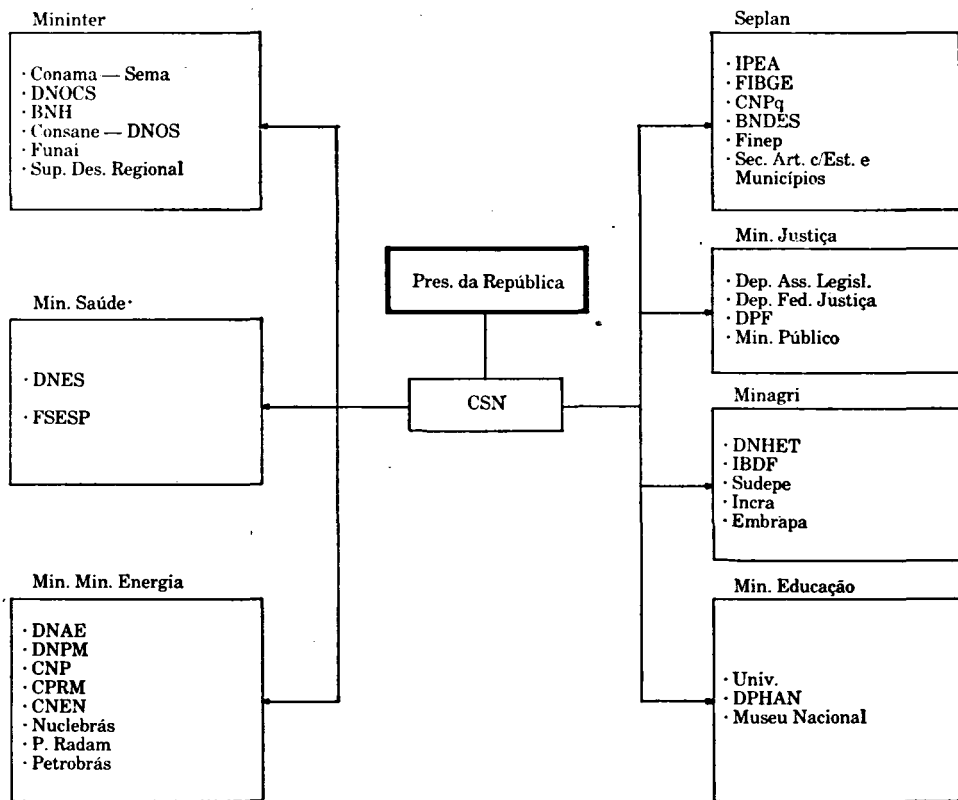 Mininter
· Conama — Sema
· DNOCS
· BNH
· Consane — DNOS
· Funai
· Sup. Des. Regional
Min. Saúde
· DNES
· FSESP
Min. Min. Energia
· DNAE
· DNPM
· CNP
· CPRM
· CNEN
· Nuclebrás
· P. Radam
· Petrobrás
Pres. da República
CSN
Seplan
· IPEA
· FIBGE
· CNPq
· BNDES
· Finep
· Sec. Art. c/Est. e
Municípios
Min. Justiça
· Dep. Ass. Legisl.
· Dep. Fed. Justiça
· DPF
· Min. Público
Minagri
· DNHET
· IBDF
· Sudepe
· Incra
· Embrapa
Min. Educação
· Univ.
· DPHAN
· Museu Nacional